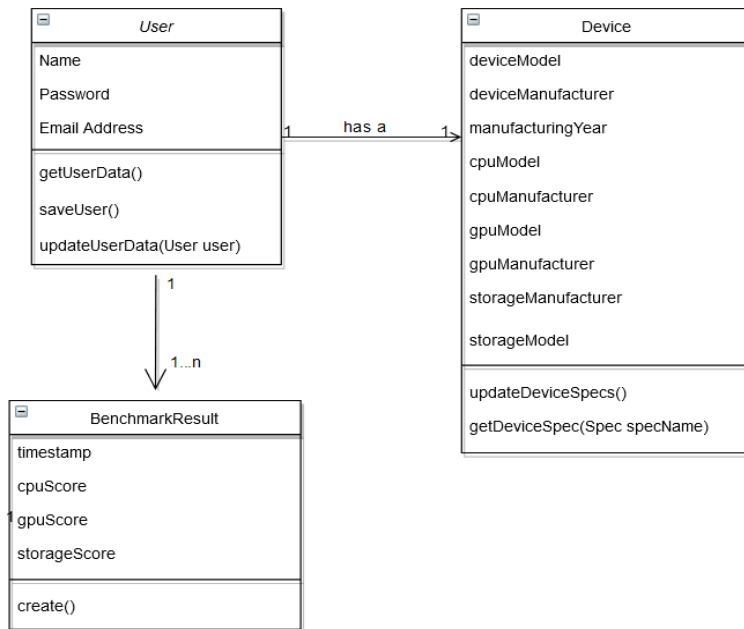 User
Name
Password
Email Address
getUserData()
saveUser()
updateUserData(User user)
1
has a
1
Device
deviceModel
deviceManufacturer
manufacturingYear
cpuModel
cpuManufacturer
gpuModel
gpuManufacturer
storageManufacturer
storageModel
updateDeviceSpecs()
getDeviceSpec(Spec specName)
1
1...n
BenchmarkResult
timestamp
cpuScore
1
gpuScore
storageScore
create()